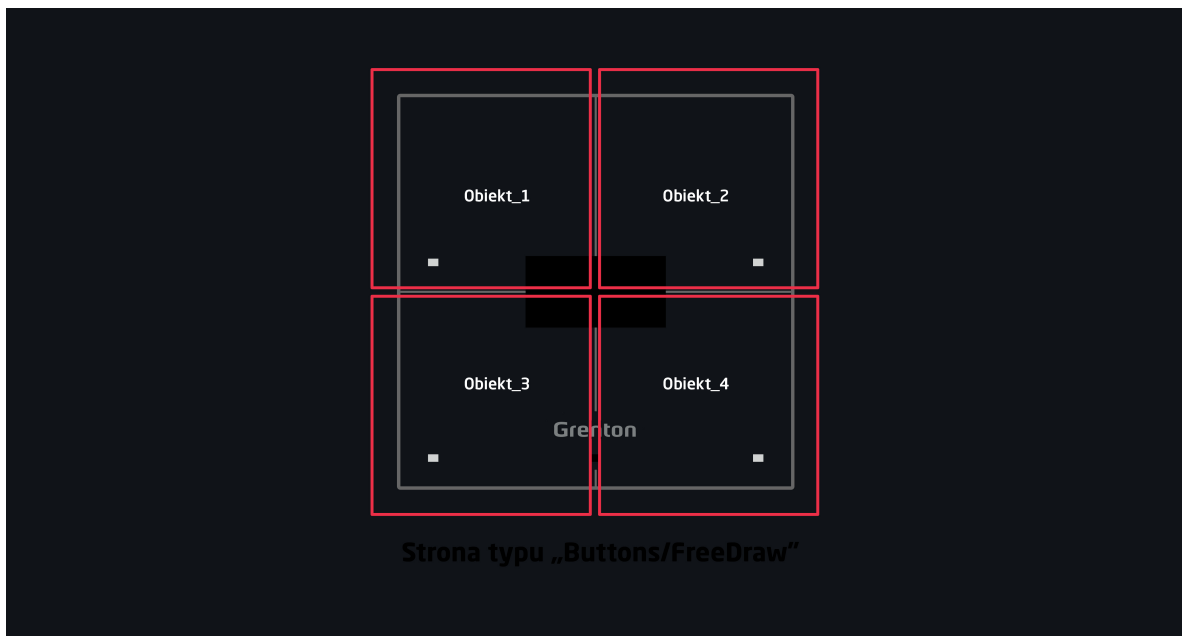 Obiekt_1 Obiekt_2
Obiekt_3 Obiekt_4
Grenton
Strona typu „Buttons/FreeDraw”